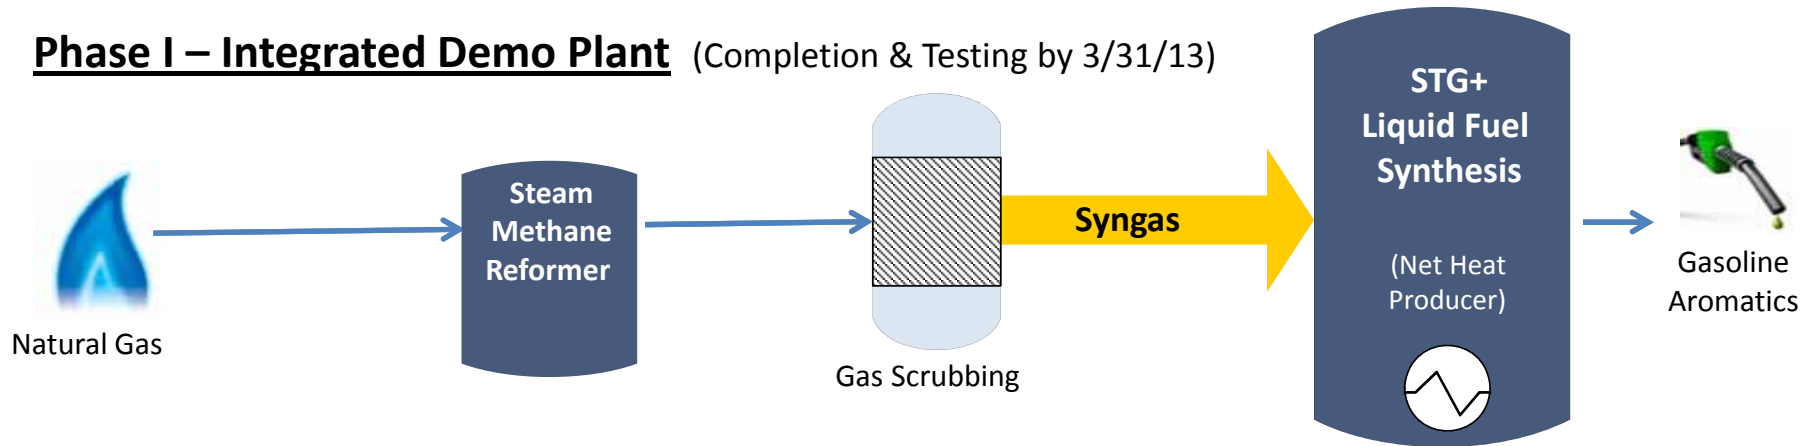 Phase I – Integrated Demo Plant (Completion & Testing by 3/31/13)
Natural Gas
Steam
Methane
Reformer
Gas Scrubbing
Syngas
STG+
Liquid Fuel
Synthesis
(Net Heat
Producer)
Gasoline
Aromatics